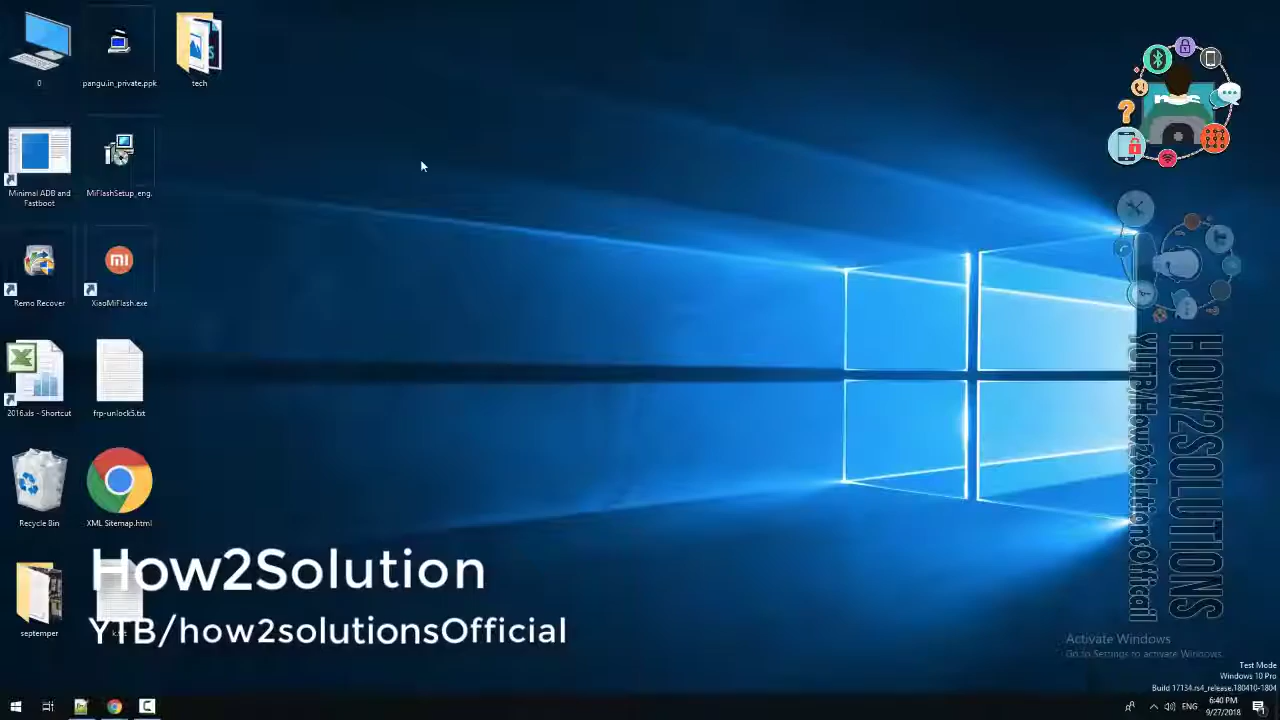 0
pangu.in_private.ppk
tech
Minimal ADB and
Fastboot
MiFlashSetup_eng.
Remo Recover
XiaoMiFlash.exe
2016.xls - Shortcut
frp-unlock5.txt
Recycle Bin
XML Sitemap.html
septemper
How2Solution
YTB/how2solutionsOfficial
HOW2SOLUTIONS
Activate Windows
Go to Settings to activate Windows.
Test Mode
Windows 10 Pro
Build 17134.rs4_release.180410-1804
ENG
6:40 PM
9/27/2018